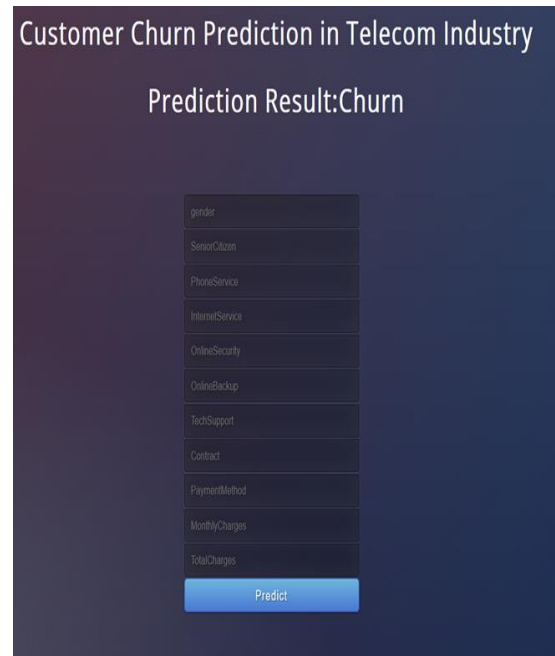 Customer Churn Prediction in Telecom Industry
Prediction Result:Churn
gender
SeniorCitizen
PhoneService
InternetService
OnlineSecurity
OnlineBackup
TechSupport
Contract
PaymentMethod
MonthlyCharges
TotalCharges
Predict